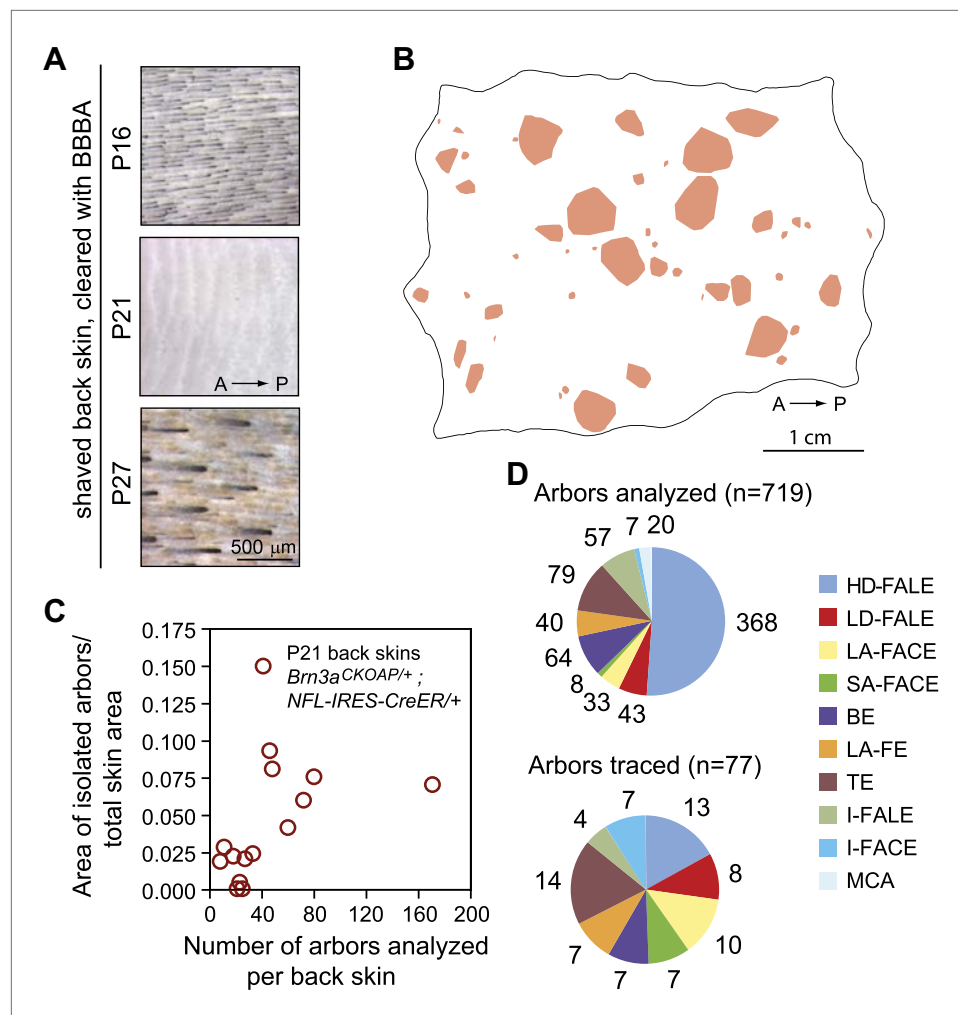 A
shaved back skin, cleared with BBBA
P16
P21
A → P
P27
500 µm
B
A → P
1 cm
C
Area of isolated arbors/
total skin area
0.175
0.150
0.125
0.100
0.075
0.050
0.025
0.000
P21 back skins
Brn3aCKOAP/+ ;
NFL-IRES-CreER/+
0 40 80 120 160 200
Number of arbors analyzed
per back skin
D
Arbors analyzed (n=719)
57 7 20
79
40
64
8
33
43
368
Arbors traced (n=77)
7
4
13
14
8
7
10
7
7
HD-FALE
LD-FALE
LA-FACE
SA-FACE
BE
LA-FE
TE
I-FALE
I-FACE
MCA